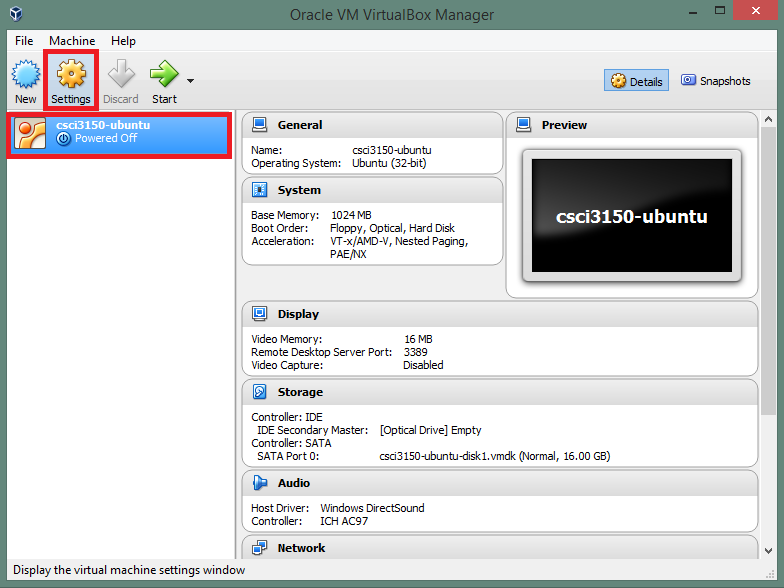 Oracle VM VirtualBox Manager
File Machine Help
New Settings Discard Start Details Snapshots
csci3150-ubuntu
Powered Off
General
Name: csci3150-ubuntu
Operating System: Ubuntu (32-bit)
System
Base Memory: 1024 MB
Boot Order: Floppy, Optical, Hard Disk
Acceleration: VT-x/AMD-V, Nested Paging,
PAE/NX
Preview
csci3150-ubuntu
Display
Video Memory: 16 MB
Remote Desktop Server Port: 3389
Video Capture: Disabled
Storage
Controller: IDE
IDE Secondary Master: [Optical Drive] Empty
Controller: SATA
SATA Port 0: csci3150-ubuntu-disk1.vmdk (Normal, 16.00 GB)
Audio
Host Driver: Windows DirectSound
Controller: ICH AC97
Network
Display the virtual machine settings window